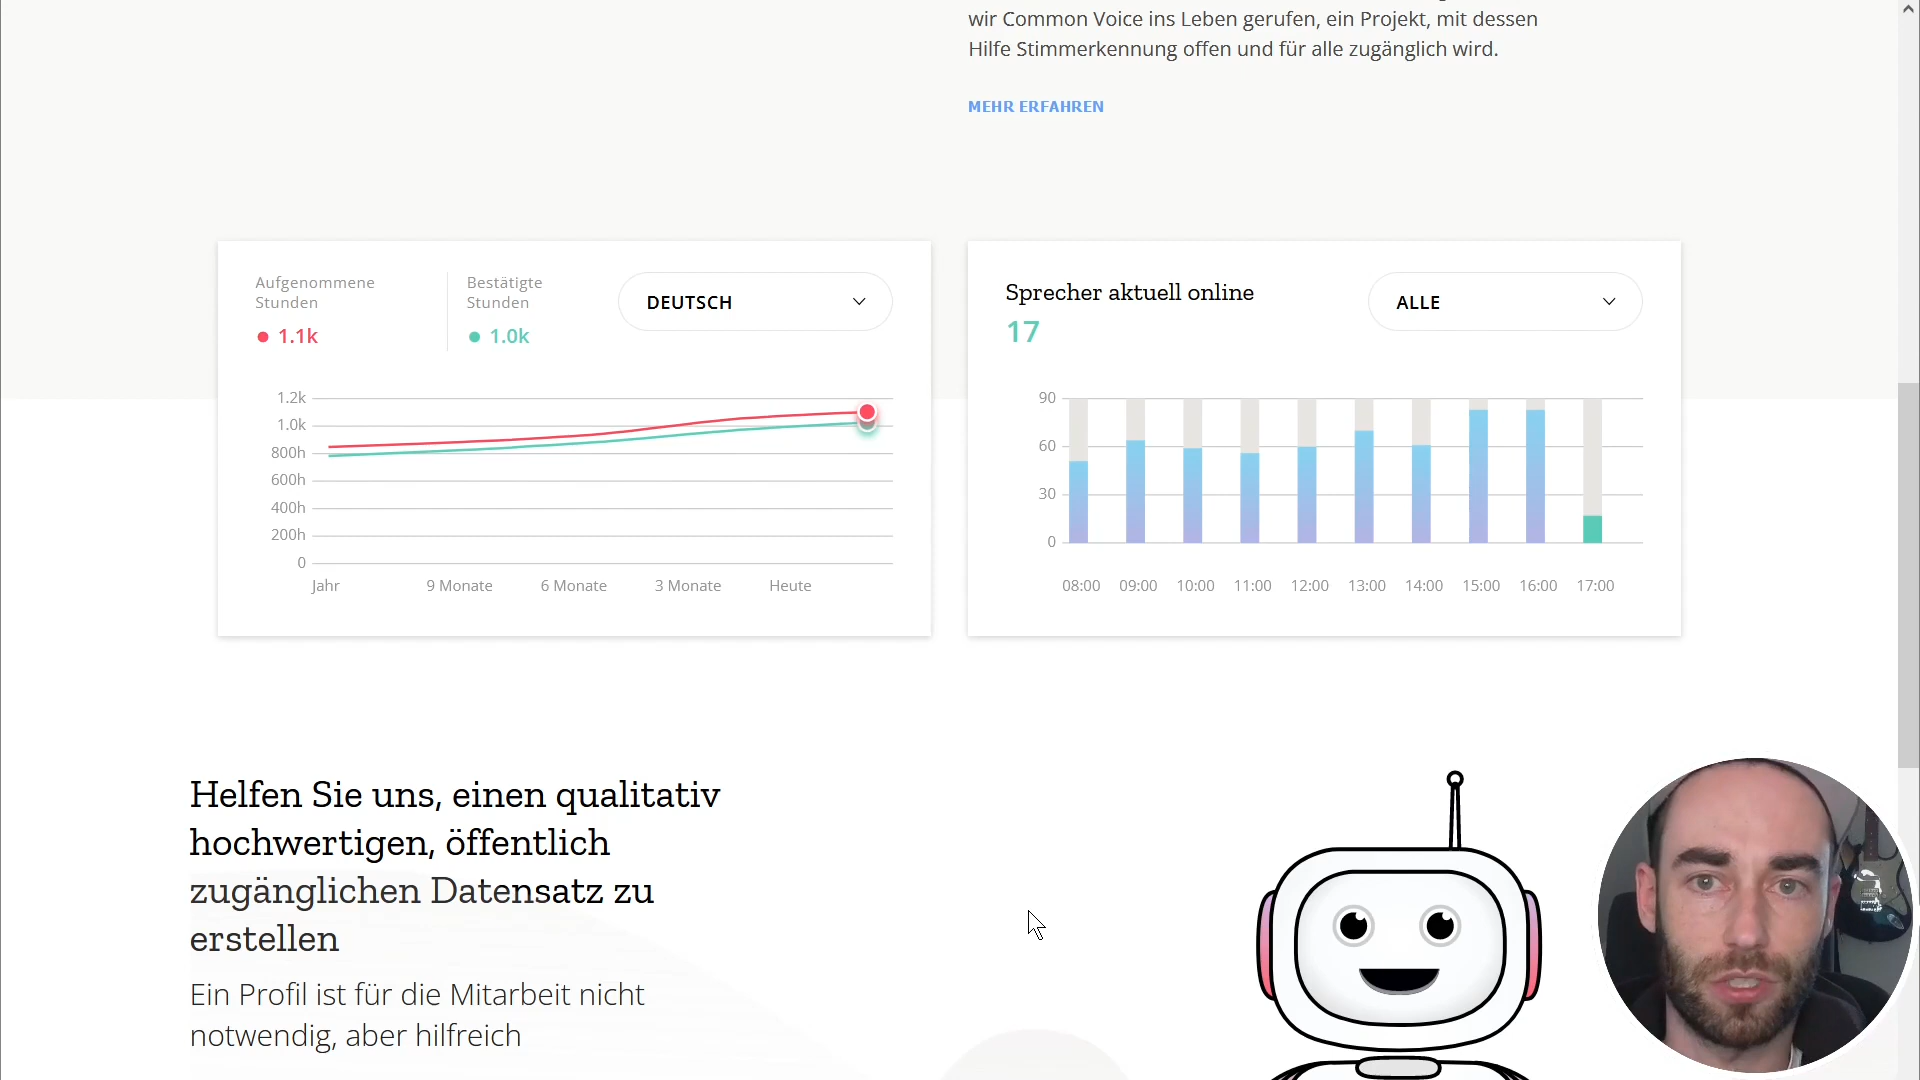 wir Common Voice ins Leben gerufen, ein Projekt, mit dessen
Hilfe Stimmerkennung offen und für alle zugänglich wird.
MEHR ERFAHREN
Aufgenommene
Stunden
1.1k
Bestätigte
Stunden
1.0k
DEUTSCH
1.2k
1.0k
800h
600h
400h
200h
0
Jahr 9 Monate 6 Monate 3 Monate Heute
Sprecher aktuell online
17
ALLE
90
60
30
0
08:00 09:00 10:00 11:00 12:00 13:00 14:00 15:00 16:00 17:00
Helfen Sie uns, einen qualitativ
hochwertigen, öffentlich
zugänglichen Datensatz zu
erstellen
Ein Profil ist für die Mitarbeit nicht
notwendig, aber hilfreich